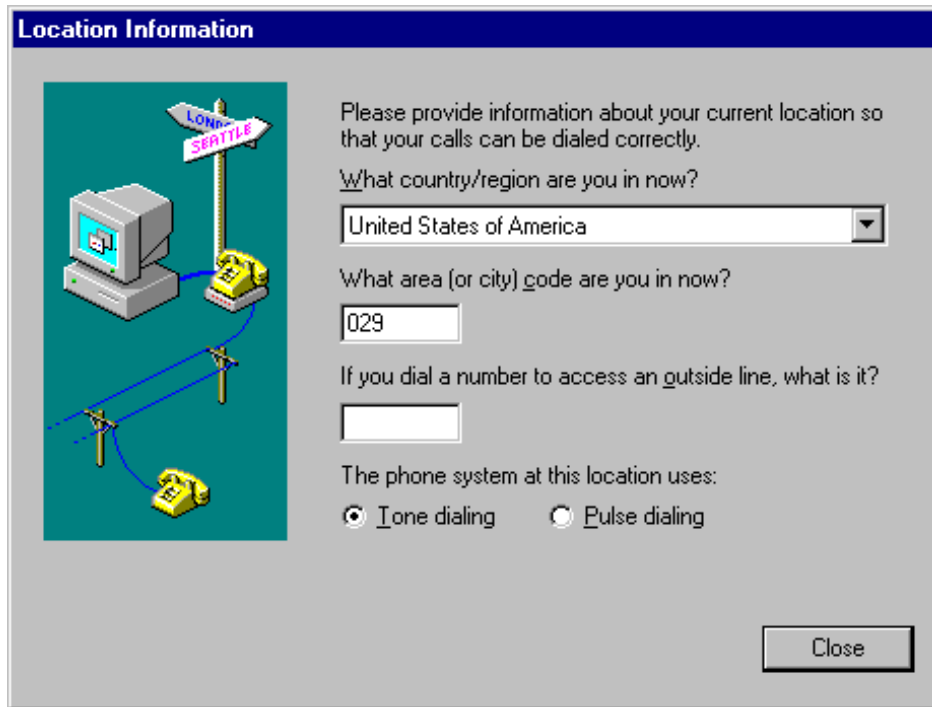 Location Information
LOND
SEATTLE
Please provide information about your current location so
that your calls can be dialed correctly.
What country/region are you in now?
United States of America
What area (or city) code are you in now?
029
If you dial a number to access an outside line, what is it?
The phone system at this location uses:
Tone dialing
Pulse dialing
Close